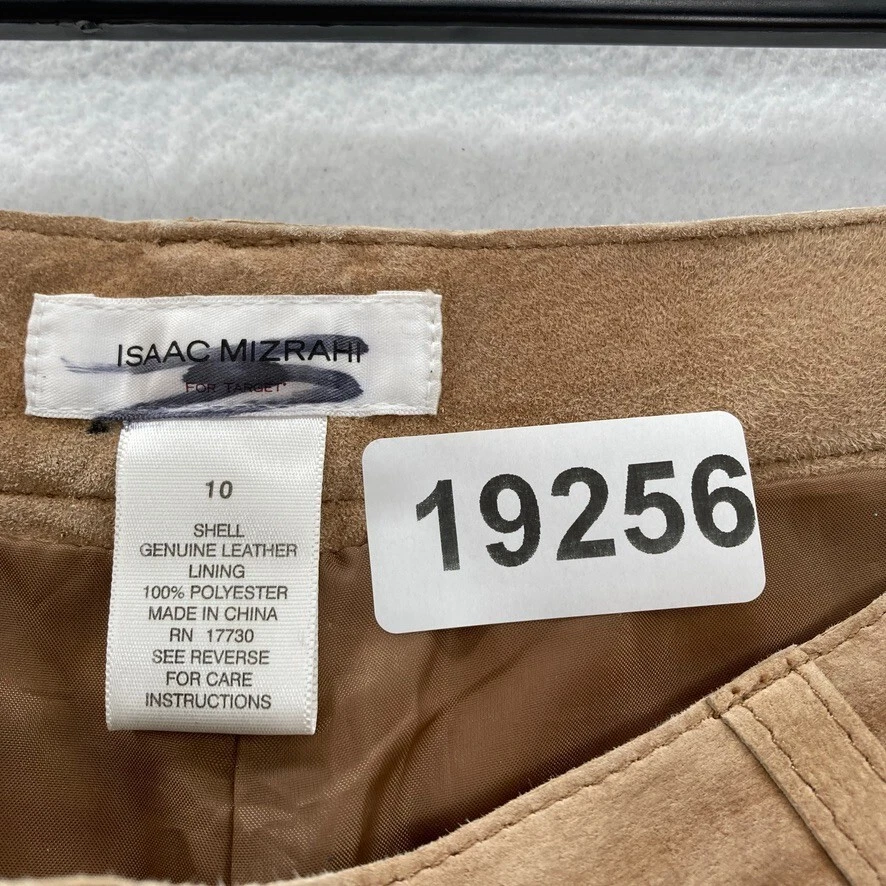 ISAAC MIZRAHI
FOR TARGET*
10
SHELL
GENUINE LEATHER
LINING
100% POLYESTER
MADE IN CHINA
RN 17730
SEE REVERSE
FOR CARE
INSTRUCTIONS
19256